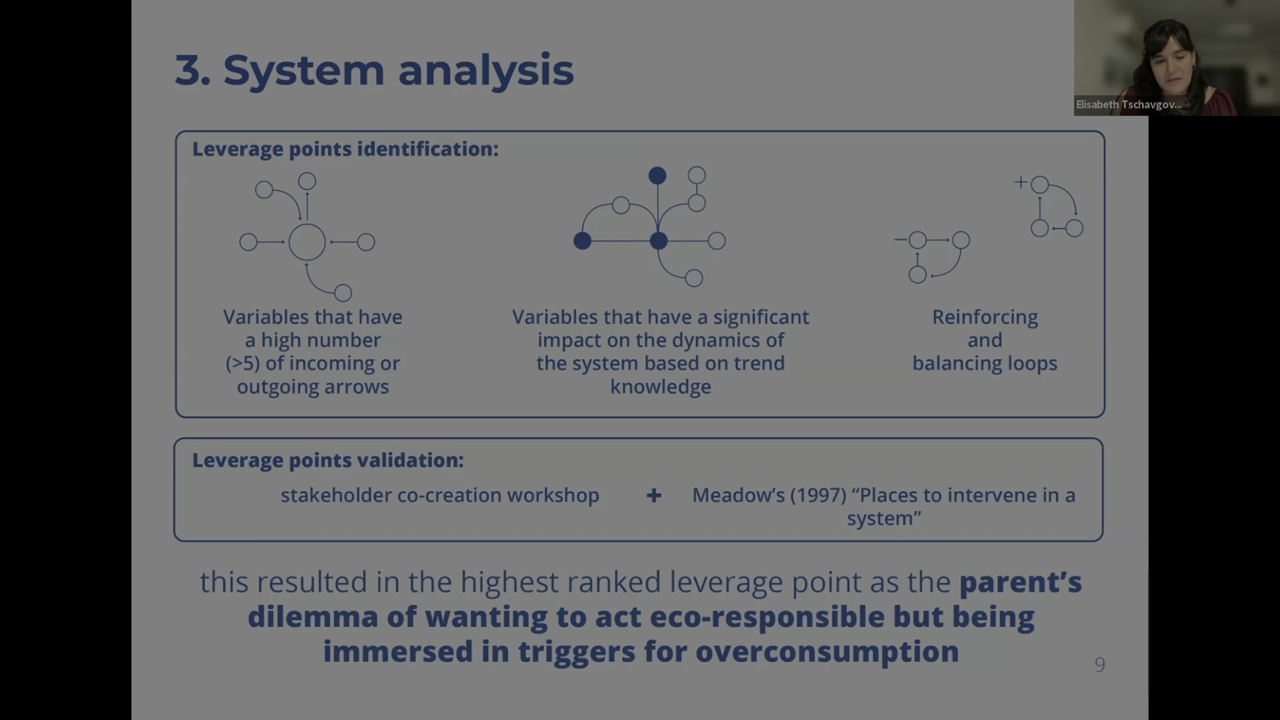 3. System analysis
Elisabeth Tschavgov...
Leverage points identification:
+
−
Variables that have
a high number
(>5) of incoming or
outgoing arrows
Variables that have a significant
impact on the dynamics of
the system based on trend
knowledge
Reinforcing
and
balancing loops
Leverage points validation:
stakeholder co-creation workshop
+
Meadow’s (1997) “Places to intervene in a
system”
this resulted in the highest ranked leverage point as the parent’s
dilemma of wanting to act eco-responsible but being
immersed in triggers for overconsumption
9